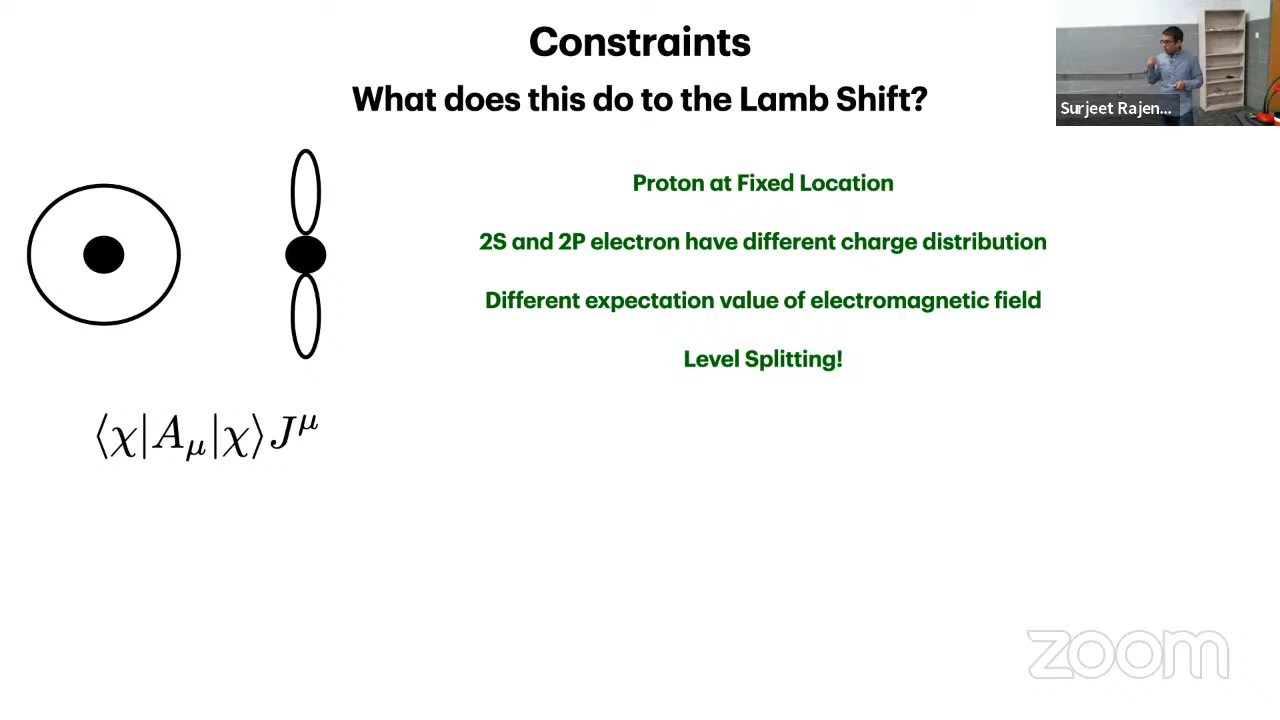 Constraints
What does this do to the Lamb Shift?
Surjeet Rajen...
Proton at Fixed Location
2S and 2P electron have different charge distribution
Different expectation value of electromagnetic field
Level Splitting!
⟨χ|A_μ|χ⟩J^μ
zoom